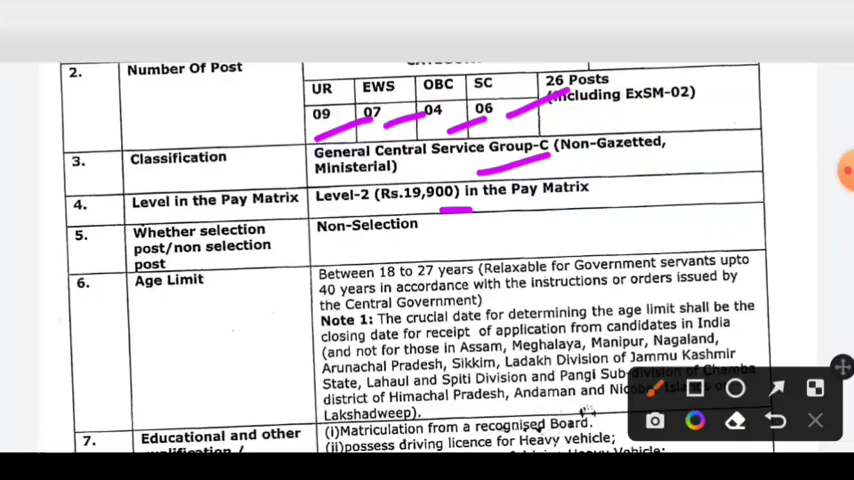 2.
Number Of Post
UR
EWS
OBC
SC
26 Posts
(Including ExSM-02)
09
07
04
06
3.
Classification
General Central Service Group-C (Non-Gazetted,
Ministerial)
4.
Level in the Pay Matrix
Level-2 (Rs.19,900) in the Pay Matrix
5.
Whether selection
post/non selection
post
Non-Selection
6.
Age Limit
Between 18 to 27 years (Relaxable for Government servants upto
40 years in accordance with the instructions or orders issued by
the Central Government)
Note 1: The crucial date for determining the age limit shall be the
closing date for receipt of application from candidates in India
(and not for those in Assam, Meghalaya, Manipur, Nagaland,
Arunachal Pradesh, Sikkim, Ladakh Division of Jammu Kashmir
State, Lahaul and Spiti Division and Pangi Sub-division of Chamba
district of Himachal Pradesh, Andaman and Nicobar Islands or
Lakshadweep).
7.
Educational and other
(i)Matriculation from a recognised Board.
(ii)possess driving licence for Heavy vehicle;